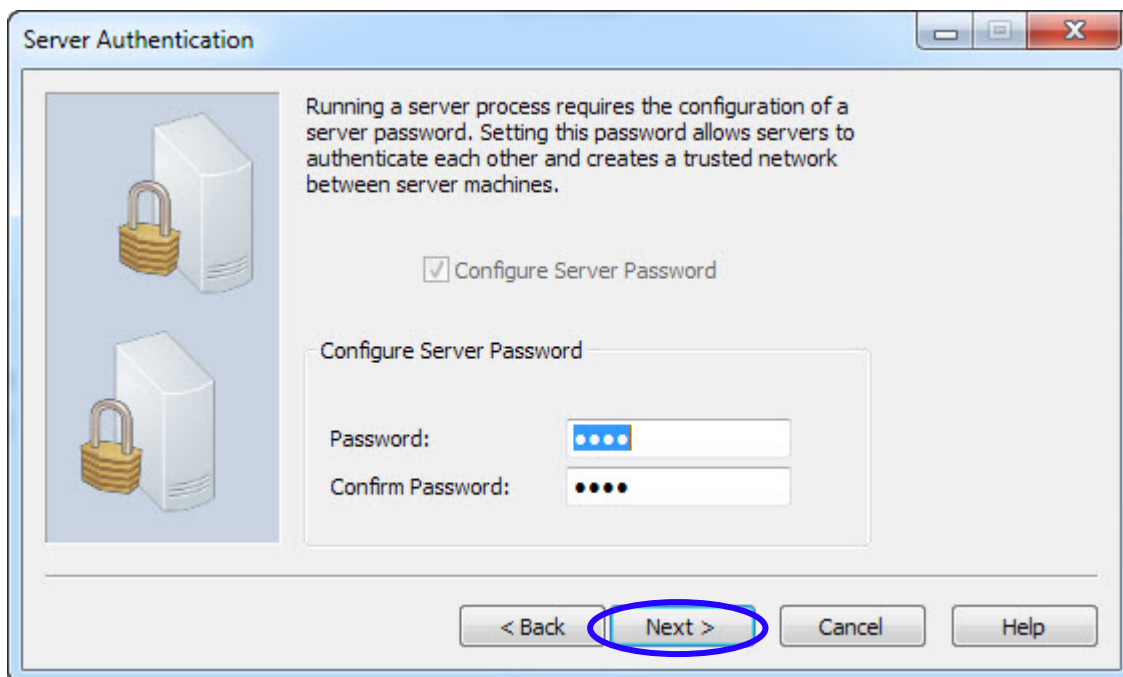 Server Authentication
Running a server process requires the configuration of a
server password. Setting this password allows servers to
authenticate each other and creates a trusted network
between server machines.
Configure Server Password
Configure Server Password
Password: ●●●●
Confirm Password: ●●●●
< Back Next > Cancel Help